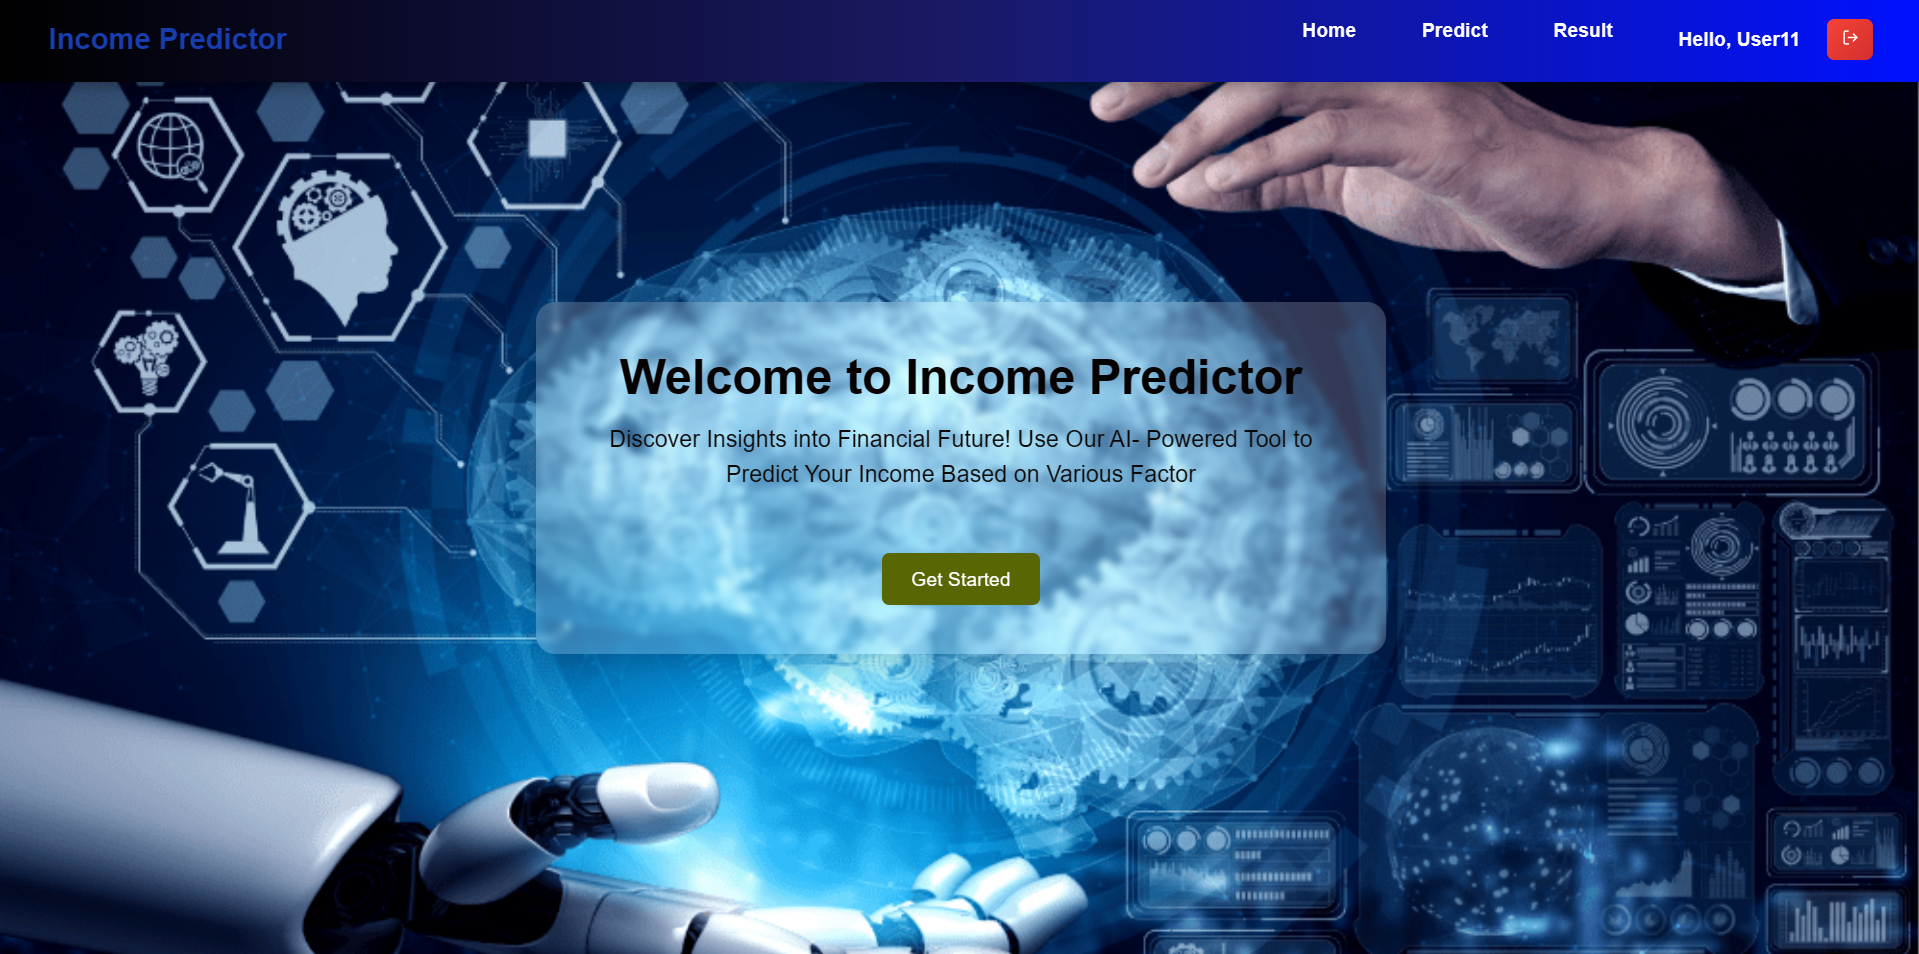 Income Predictor
Home
Predict
Result
Hello, User11
Welcome to Income Predictor
Discover Insights into Financial Future! Use Our AI- Powered Tool to
Predict Your Income Based on Various Factor
Get Started